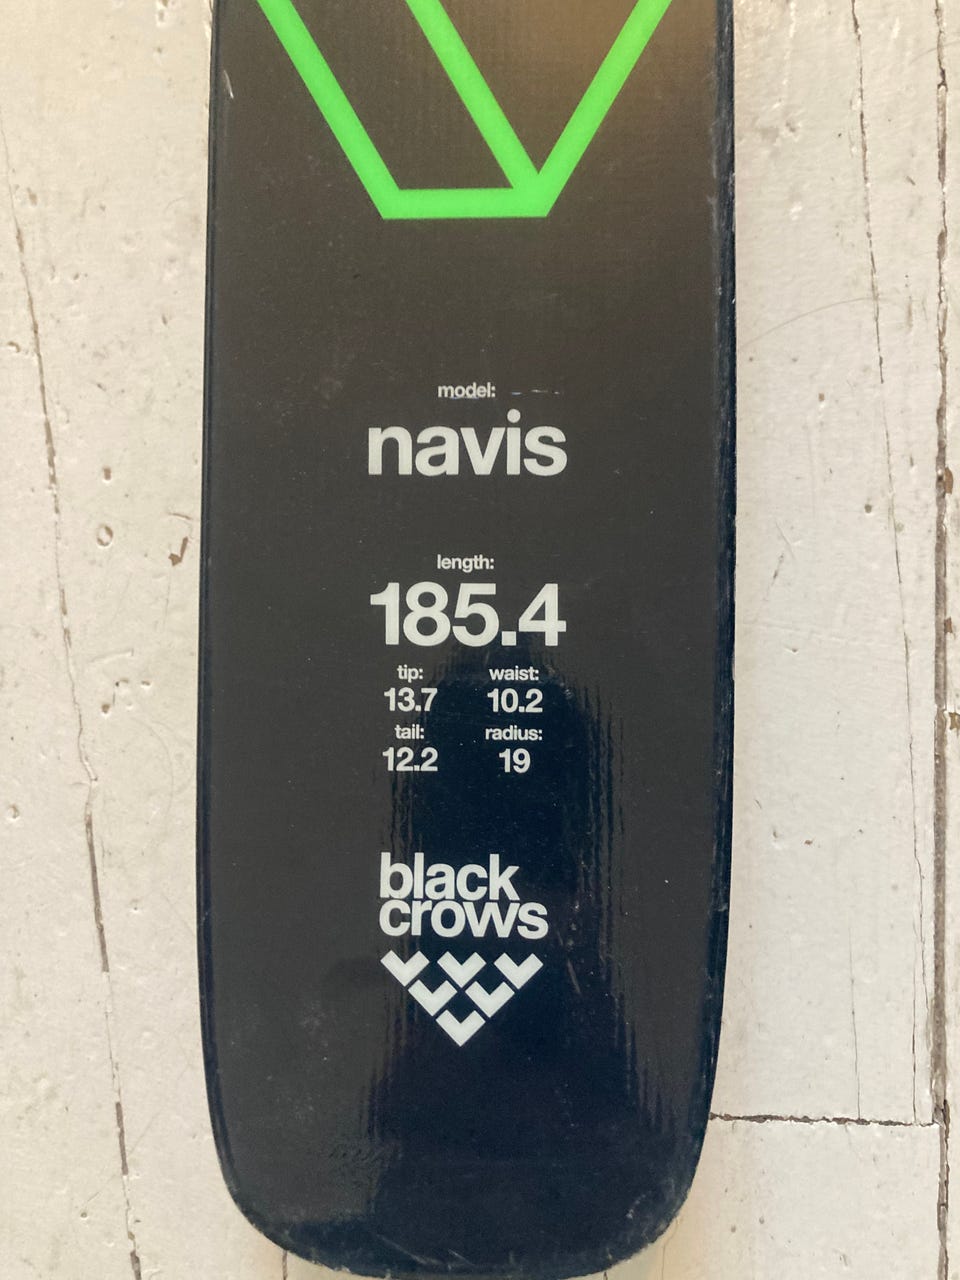 model:
navis
length:
185.4
tip: waist:
13.7 10.2
tail: radius:
12.2 19
black
crows